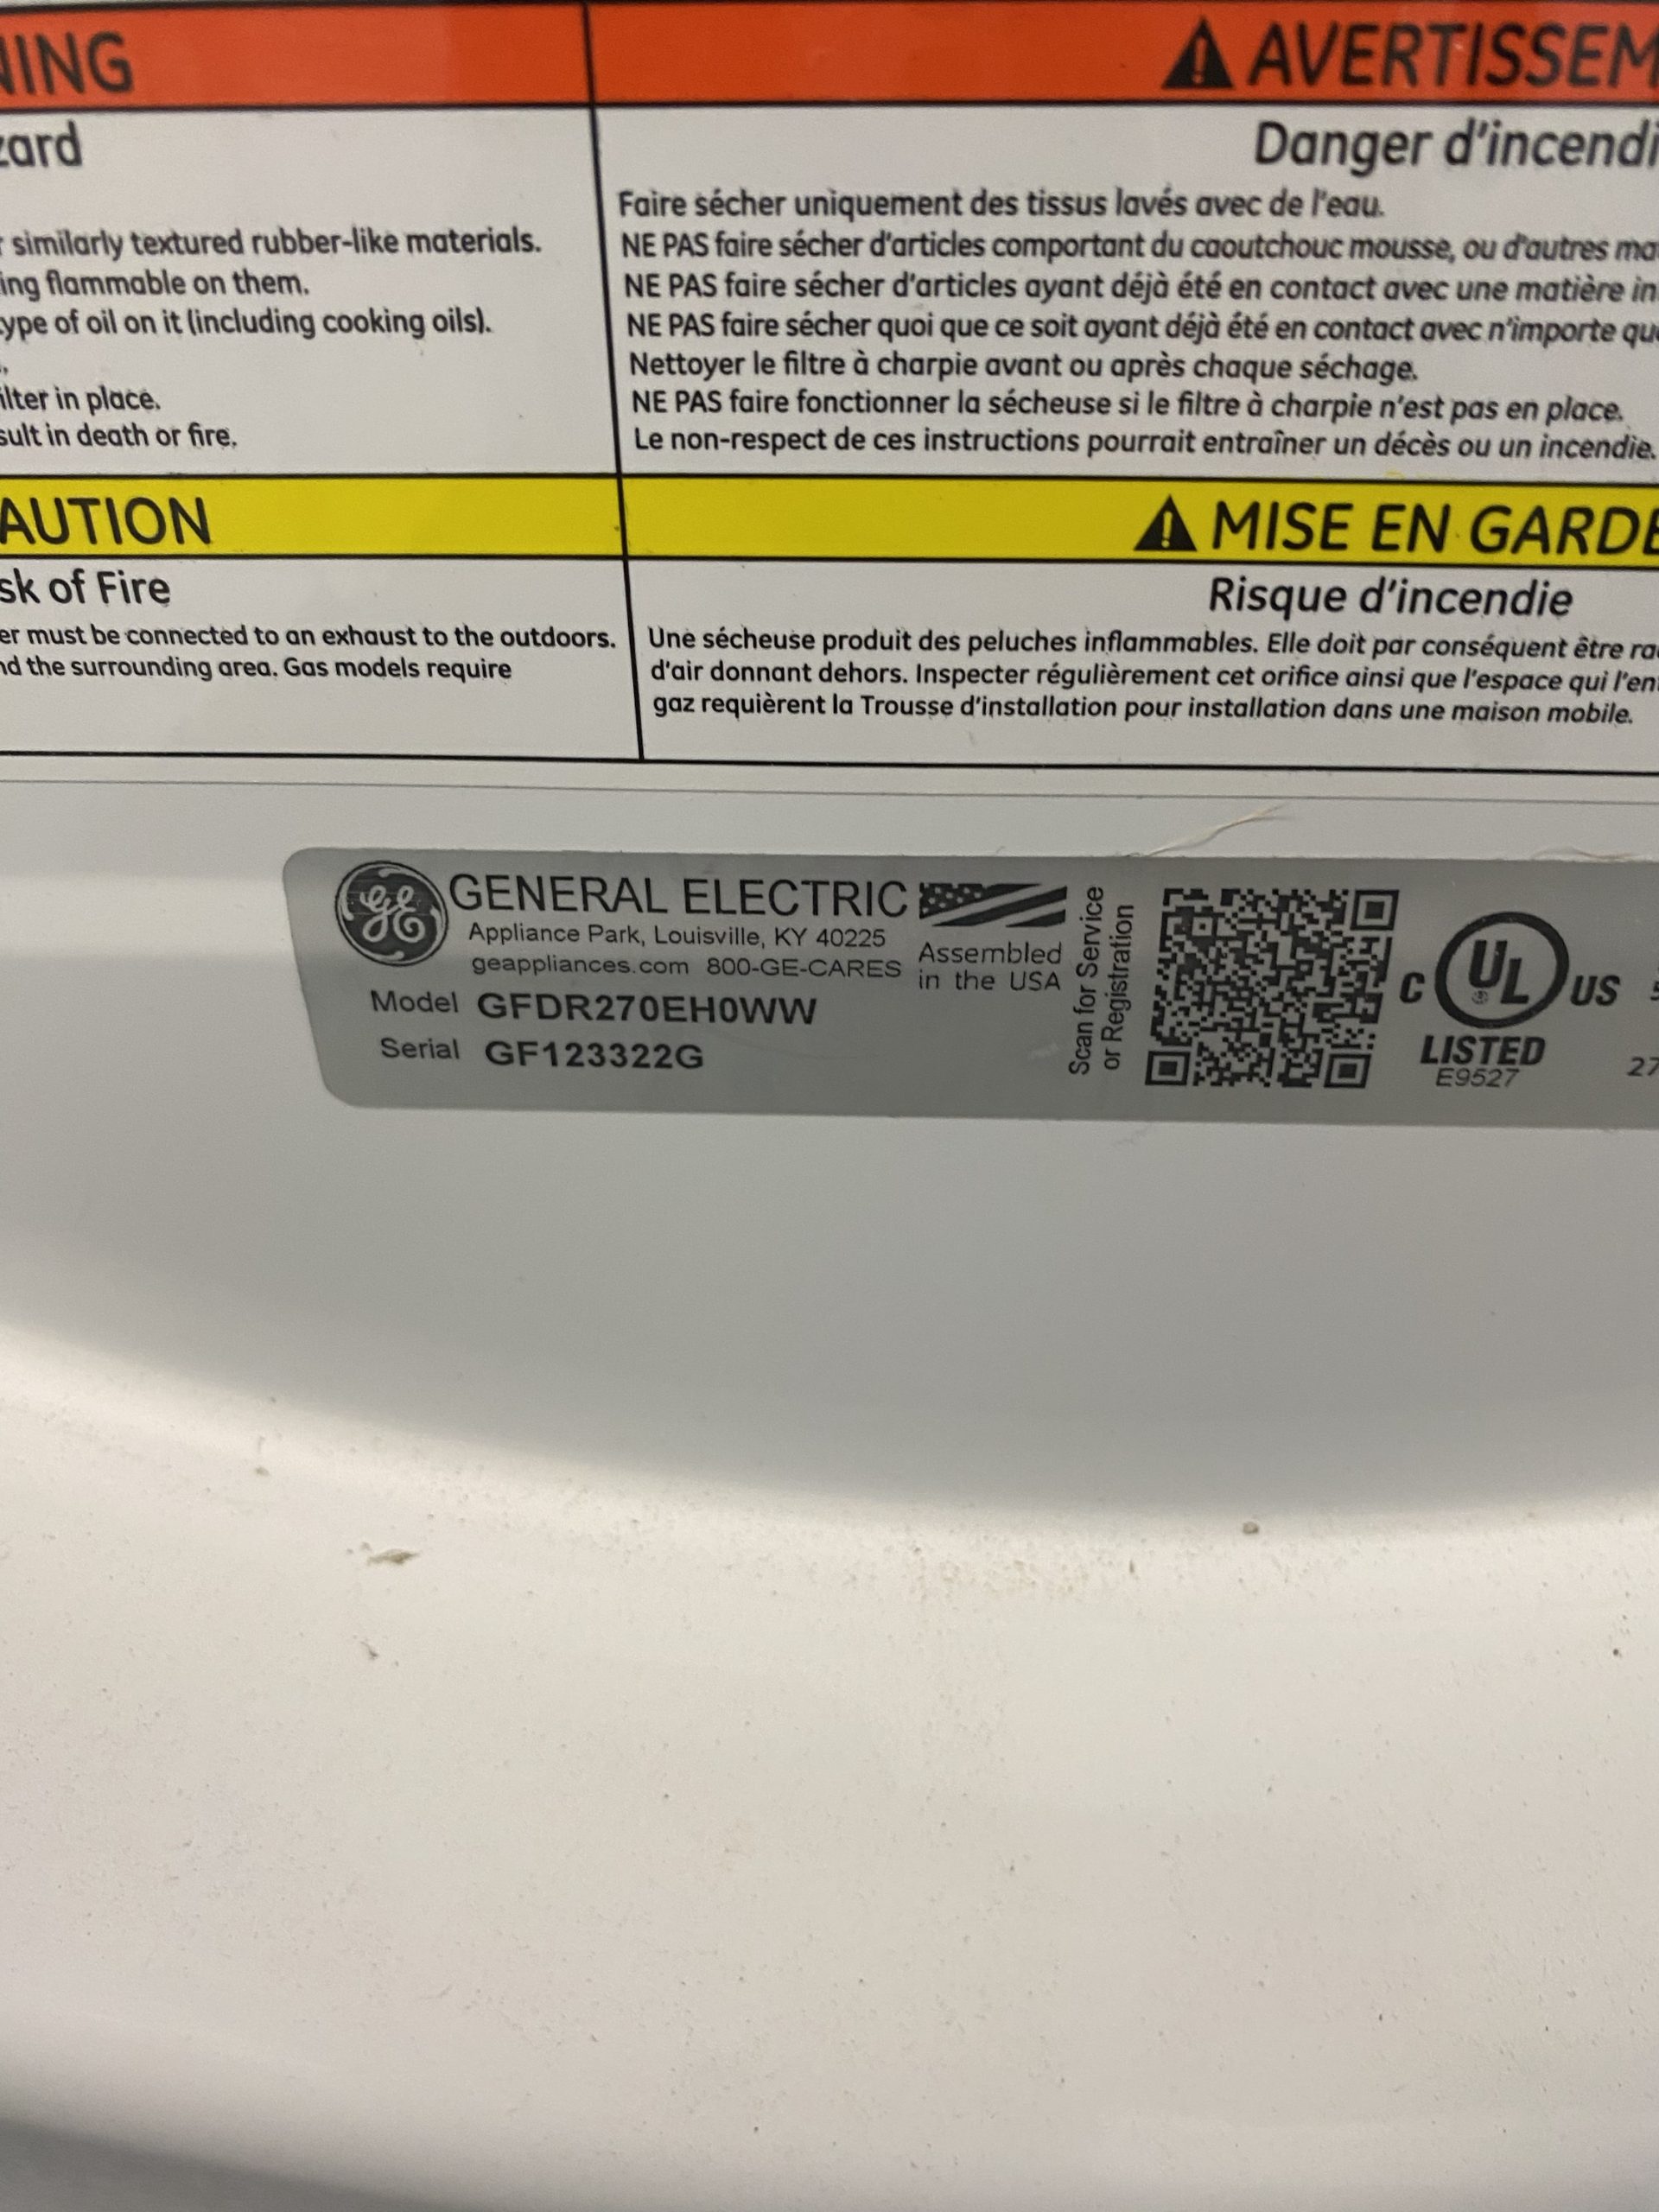 NING
AVERTISSEM
zard
Danger d'incendi
similarly textured rubber-like materials.
ing flammable on them.
ype of oil on it (including cooking oils).
ilter in place.
sult in death or fire.
Faire sécher uniquement des tissus lavés avec de l'eau.
NE PAS faire sécher d'articles comportant du caoutchouc mousse, ou d'autres ma
NE PAS faire sécher d'articles ayant déjà été en contact avec une matière in
NE PAS faire sécher quoi que ce soit ayant déjà été en contact avec n'importe que
Nettoyer le filtre à charpie avant ou après chaque séchage.
NE PAS faire fonctionner la sécheuse si le filtre à charpie n'est pas en place.
Le non-respect de ces instructions pourrait entraîner un décès ou un incendie.
AUTION
MISE EN GARDE
sk of Fire
Risque d'incendie
er must be connected to an exhaust to the outdoors.
nd the surrounding area. Gas models require
Une sécheuse produit des peluches inflammables. Elle doit par conséquent être ra
d'air donnant dehors. Inspecter régulièrement cet orifice ainsi que l'espace qui l'en
gaz requièrent la Trousse d'installation pour installation dans une maison mobile.
GE GENERAL ELECTRIC
Appliance Park, Louisville, KY 40225
geappliances.com 800-GE-CARES
Assembled
in the USA
Model GFDR270EH0WW
Serial GF123322G
Scan for Service
or Registration
C UL® US
LISTED
E9527
27